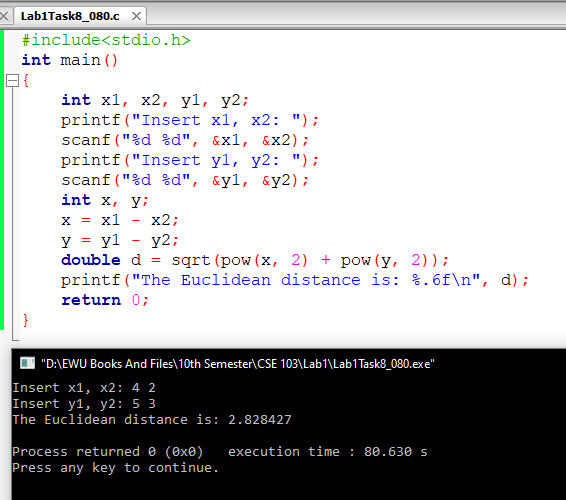 Lab1Task8_080.c
#include<stdio.h>
int main()
{
    int x1, x2, y1, y2;
    printf("Insert x1, x2: ");
    scanf("%d %d", &x1, &x2);
    printf("Insert y1, y2: ");
    scanf("%d %d", &y1, &y2);
    int x, y;
    x = x1 - x2;
    y = y1 - y2;
    double d = sqrt(pow(x, 2) + pow(y, 2));
    printf("The Euclidean distance is: %.6f\n", d);
    return 0;
}
"D:\EWU Books And Files\10th Semester\CSE 103\Lab1\Lab1Task8_080.exe"
Insert x1, x2: 4 2
Insert y1, y2: 5 3
The Euclidean distance is: 2.828427
Process returned 0 (0x0)   execution time : 80.630 s
Press any key to continue.